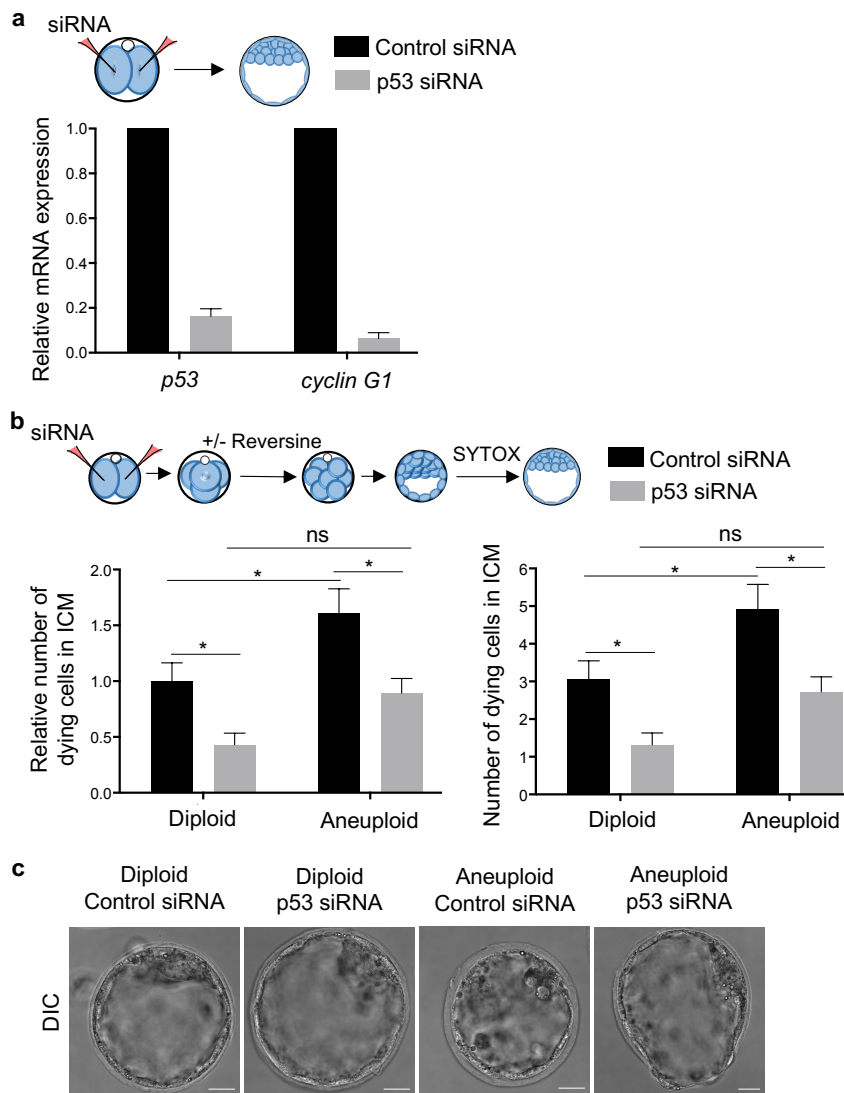 a
siRNA
Control siRNA
p53 siRNA
Relative mRNA expression
1.0
0.8
0.6
0.4
0.2
0.0
p53
cyclin G1
b
siRNA
+/- Reversine
SYTOX
Control siRNA
p53 siRNA
Relative number of
dying cells in ICM
2.0
1.5
1.0
0.5
0.0
ns
*
*
*
Diploid
Aneuploid
Number of dying cells in ICM
6
5
4
3
2
1
0
ns
*
*
*
Diploid
Aneuploid
c
Diploid
Control siRNA
Diploid
p53 siRNA
Aneuploid
Control siRNA
Aneuploid
p53 siRNA
DIC